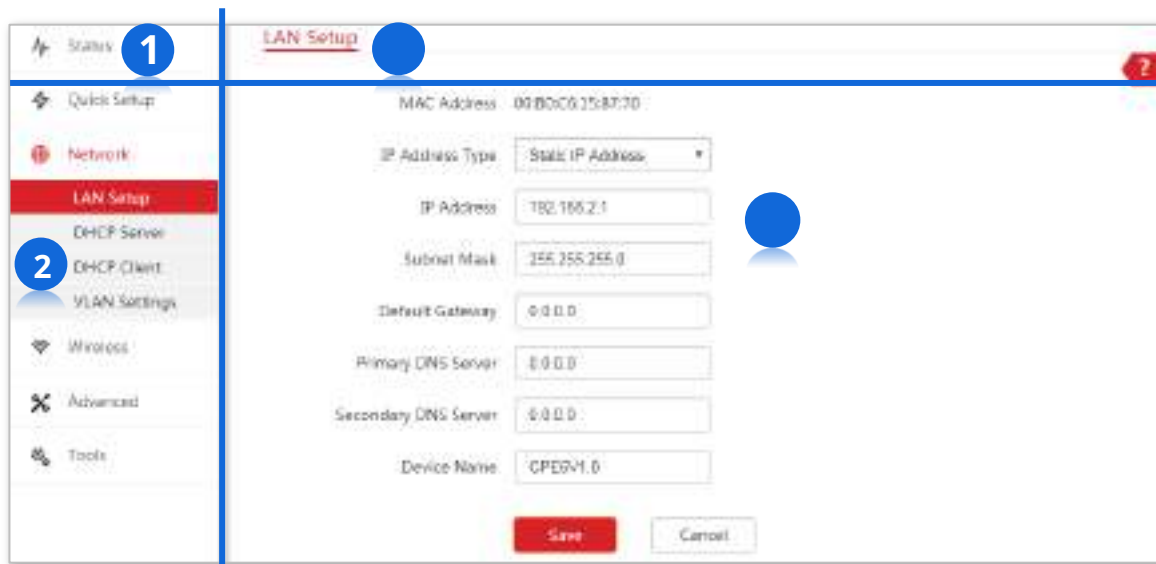 Status
1
LAN Setup
?
Quick Setup
MAC Address
Network
IP Address Type Static IP Address
LAN Setup
IP Address 192.168.2.1
DHCP Server
2
DHCP Client
Subnet Mask 255.255.255.0
VLAN Settings
Default Gateway 0.0.0.0
Wireless
Primary DNS Server 0.0.0.0
Advanced
Secondary DNS Server 0.0.0.0
Tools
Device Name
Save Cancel